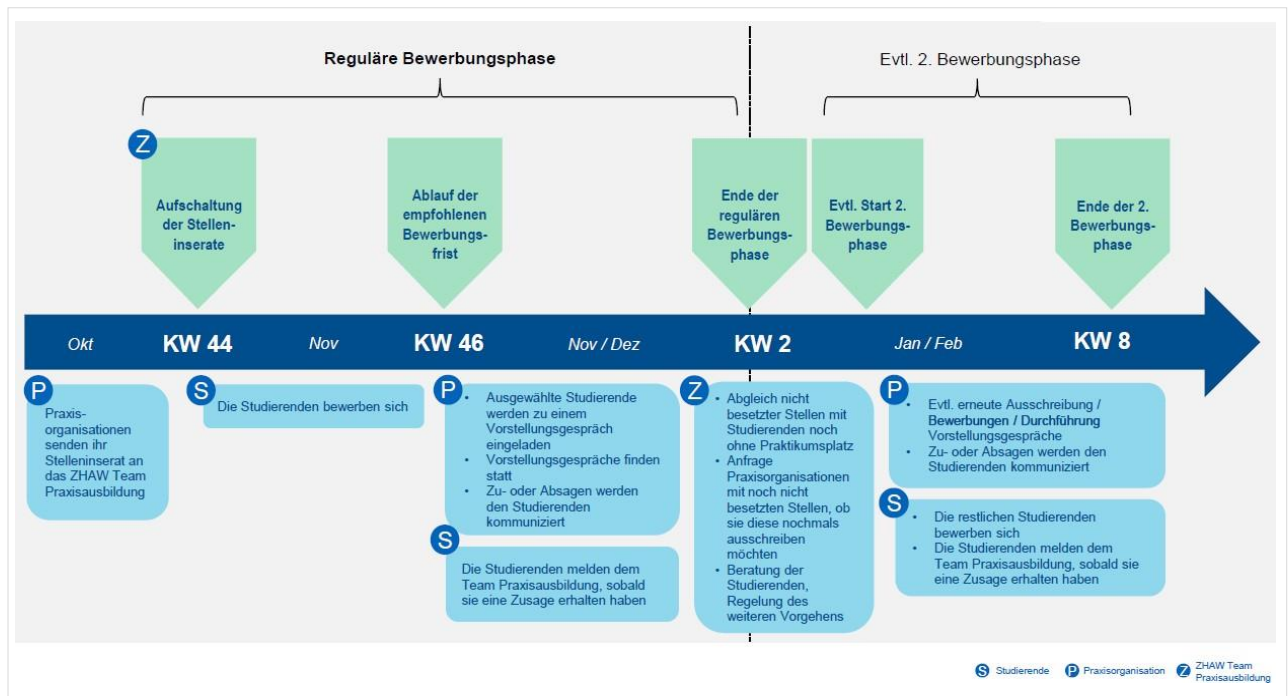 Reguläre Bewerbungsphase
Evtl. 2. Bewerbungsphase
Z
Aufschaltung
der Stellen-
inserate
Ablauf der
empfohlenen
Bewerbungs-
frist
Ende der
regulären
Bewerbungs-
phase
Evtl. Start 2.
Bewerbungs-
phase
Ende der 2.
Bewerbungs-
phase
Okt
KW 44
Nov
KW 46
Nov / Dez
KW 2
Jan / Feb
KW 8
P
Praxis-
organisationen
senden ihr
Stelleninserat an
das ZHAW Team
Praxisausbildung
S
Die Studierenden bewerben sich
P
• Ausgewählte Studierende
werden zu einem
Vorstellungsgespräch
eingeladen
• Vorstellungsgespräche finden
statt
• Zu- oder Absagen werden
den Studierenden
kommuniziert
S
Die Studierenden melden dem
Team Praxisausbildung, sobald
sie eine Zusage erhalten haben
Z
• Abgleich nicht
besetzter Stellen mit
Studierenden noch
ohne Praktikumsplatz
• Anfrage
Praxisorganisationen
mit noch nicht
besetzten Stellen, ob
sie diese nochmals
ausschreiben
möchten
• Beratung der
Studierenden,
Regelung des
weiteren Vorgehens
P
• Evtl. erneute Ausschreibung /
Bewerbungen / Durchführung
Vorstellungsgespräche
• Zu- oder Absagen werden den
Studierenden kommuniziert
S
• Die restlichen Studierenden
bewerben sich
• Die Studierenden melden dem
Team Praxisausbildung, sobald
sie eine Zusage erhalten haben
S Studierende P Praxisorganisation Z ZHAW Team
Praxisausbildung